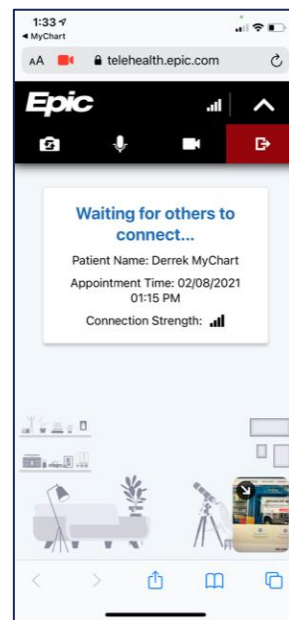 1:33
MyChart
AA telehealth.epic.com
Epic
Waiting for others to
connect...
Patient Name: Derrek MyChart
Appointment Time: 02/08/2021
01:15 PM
Connection Strength: